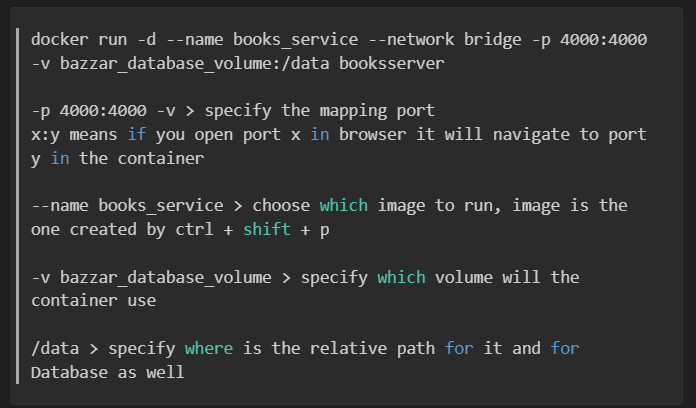 docker run -d --name books_service --network bridge -p 4000:4000
-v bazzar_database_volume:/data booksserver
-p 4000:4000 -v > specify the mapping port
x:y means if you open port x in browser it will navigate to port
y in the container
--name books_service > choose which image to run, image is the
one created by ctrl + shift + p
-v bazzar_database_volume > specify which volume will the
container use
/data > specify where is the relative path for it and for
Database as well